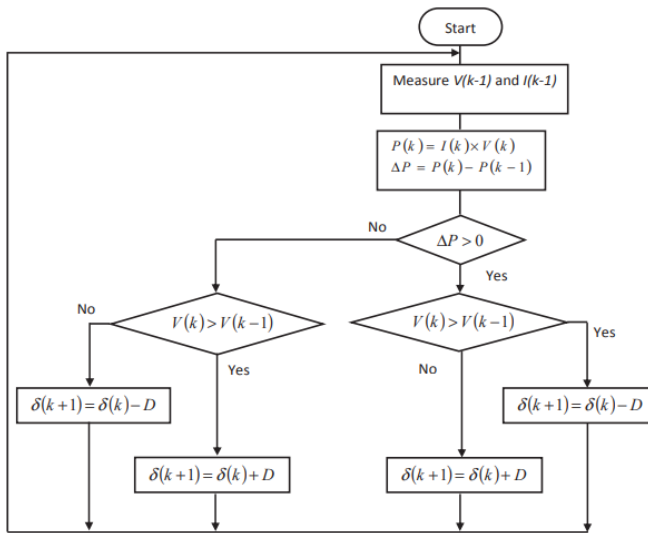 Start
Measure V(k-1) and I(k-1)
P(k) = I(k)×V(k)
ΔP = P(k) − P(k − 1)
No
ΔP > 0
Yes
No
V(k) > V(k−1)
V(k) > V(k−1)
Yes
Yes
No
δ(k+1) = δ(k) − D
δ(k+1) = δ(k) − D
δ(k+1) = δ(k) + D
δ(k+1) = δ(k) + D